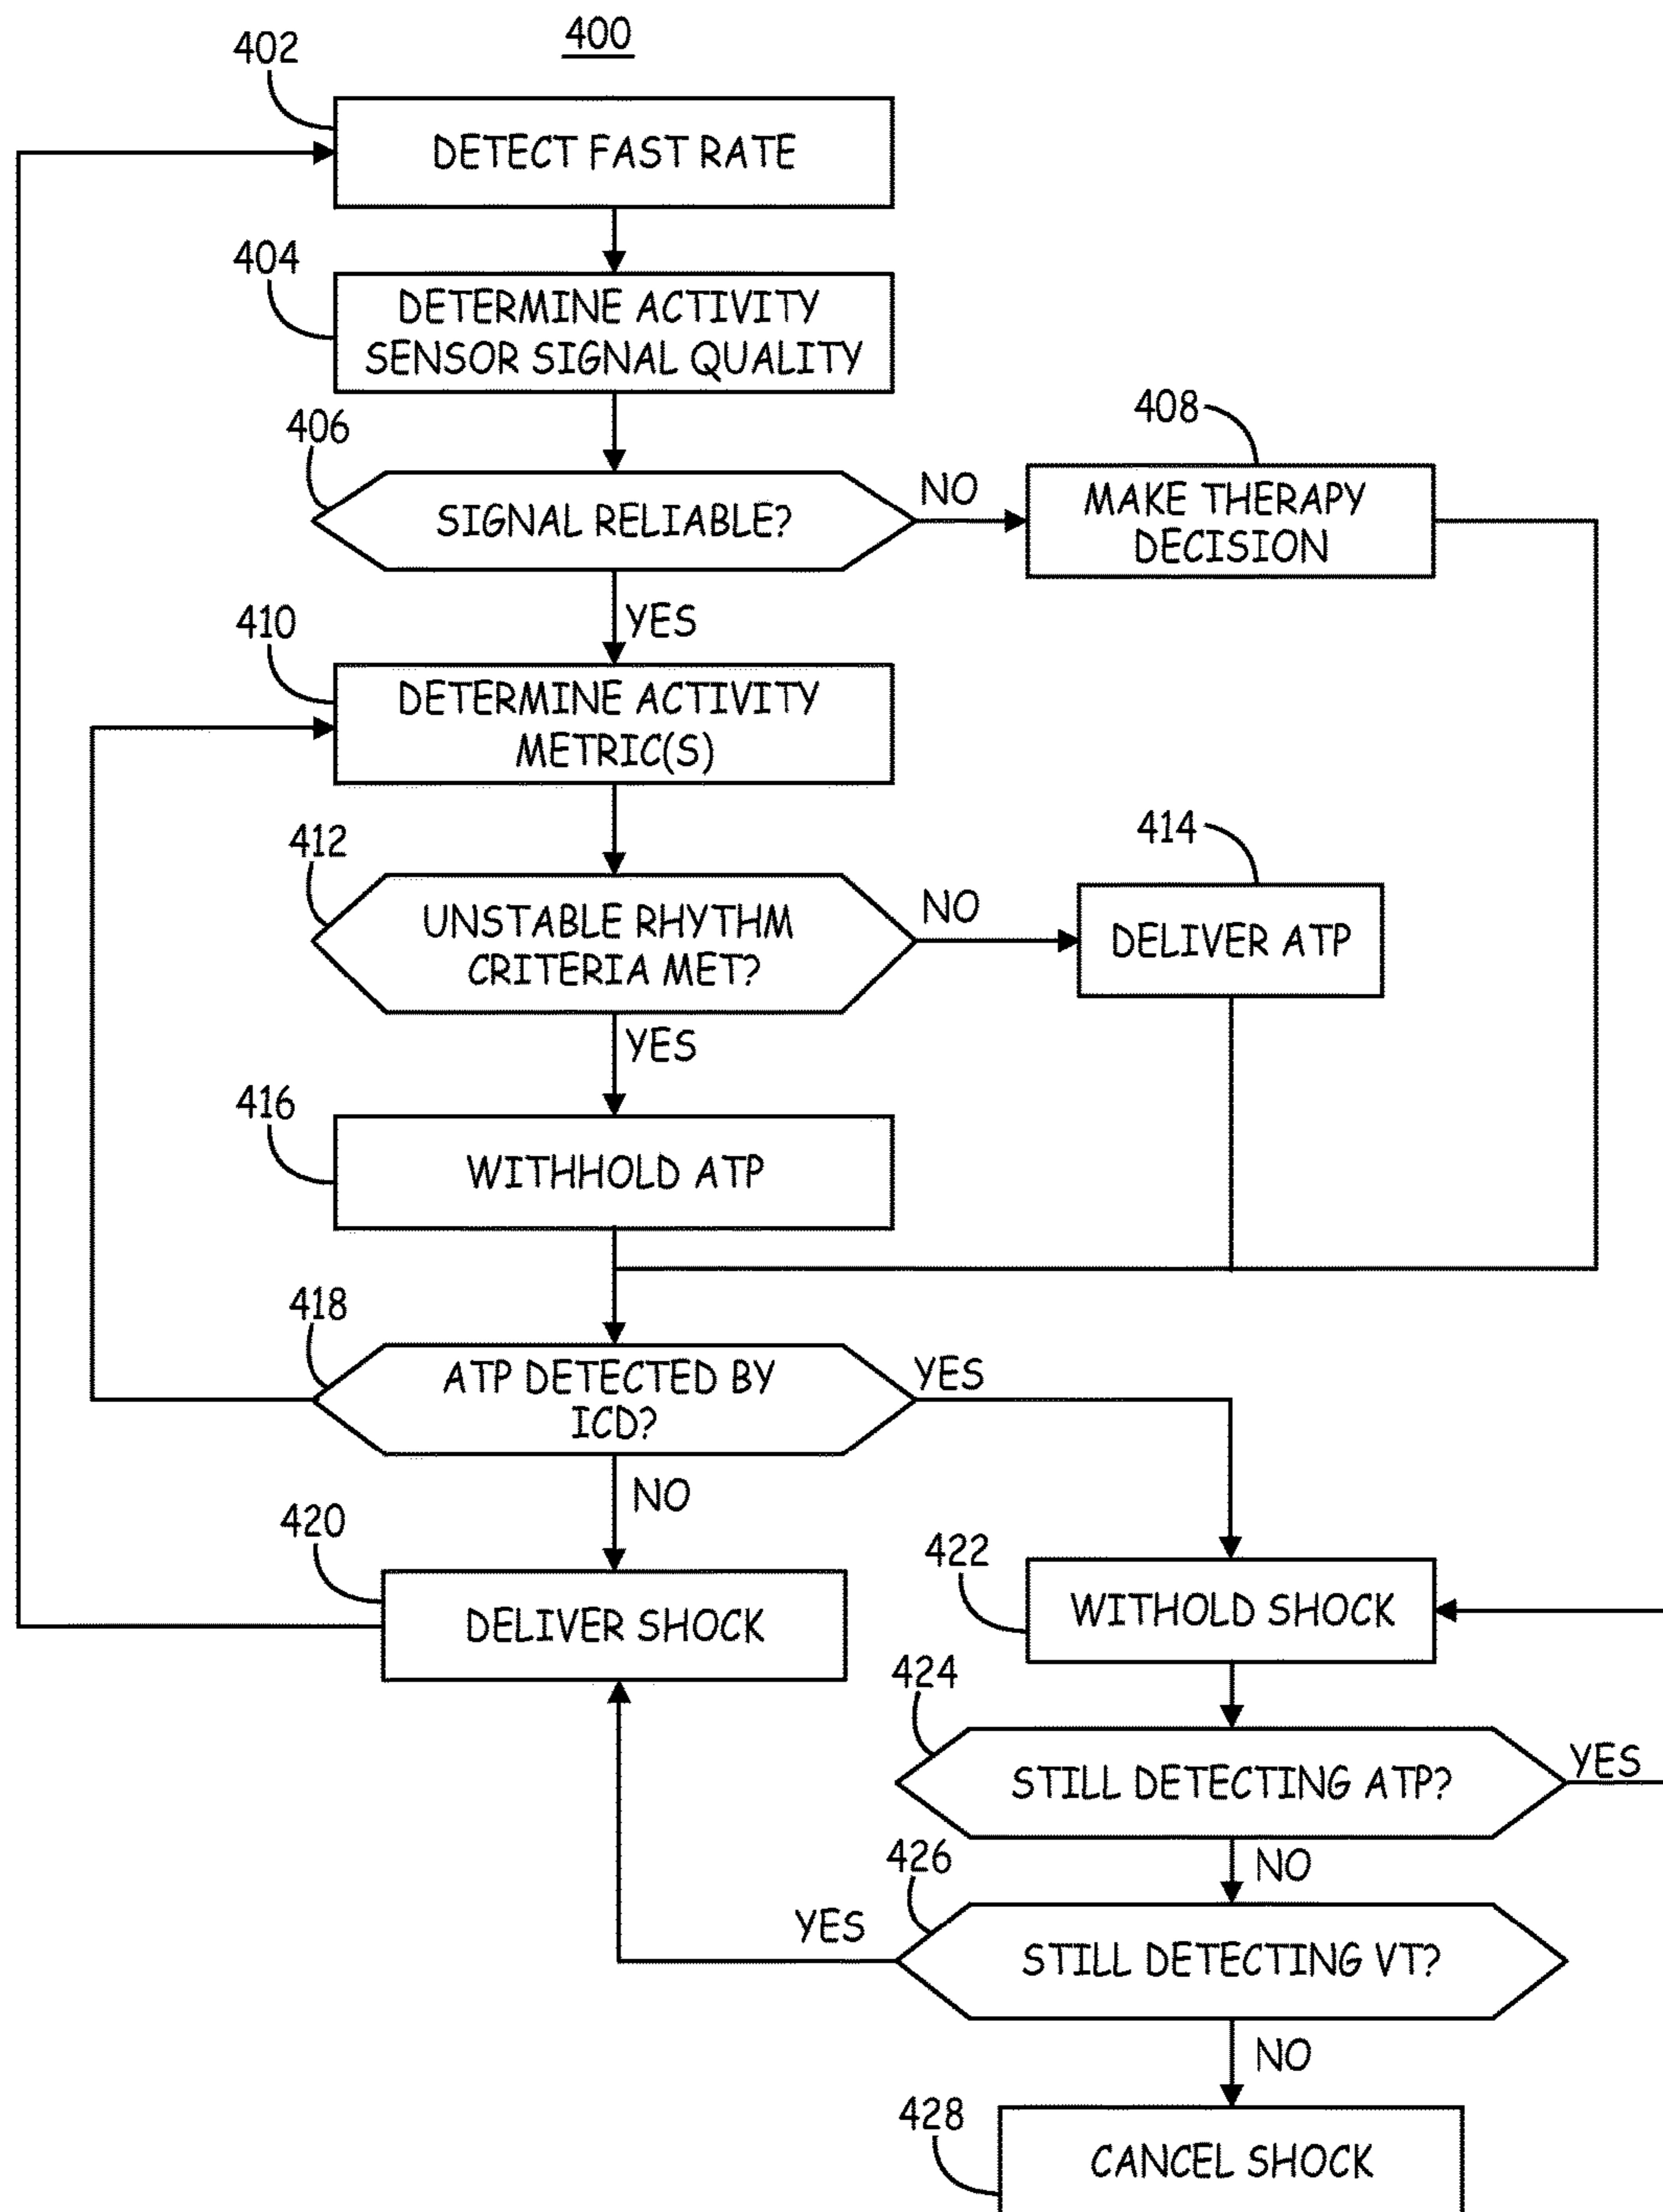 400
402
DETECT FAST RATE
404
DETERMINE ACTIVITY
SENSOR SIGNAL QUALITY
406
SIGNAL RELIABLE?
NO
408
MAKE THERAPY
DECISION
YES
410
DETERMINE ACTIVITY
METRIC(S)
412
UNSTABLE RHYTHM
CRITERIA MET?
NO
414
DELIVER ATP
YES
416
WITHHOLD ATP
418
ATP DETECTED BY
ICD?
YES
NO
420
DELIVER SHOCK
422
WITHOLD SHOCK
424
STILL DETECTING ATP?
YES
NO
426
STILL DETECTING VT?
YES
NO
428
CANCEL SHOCK